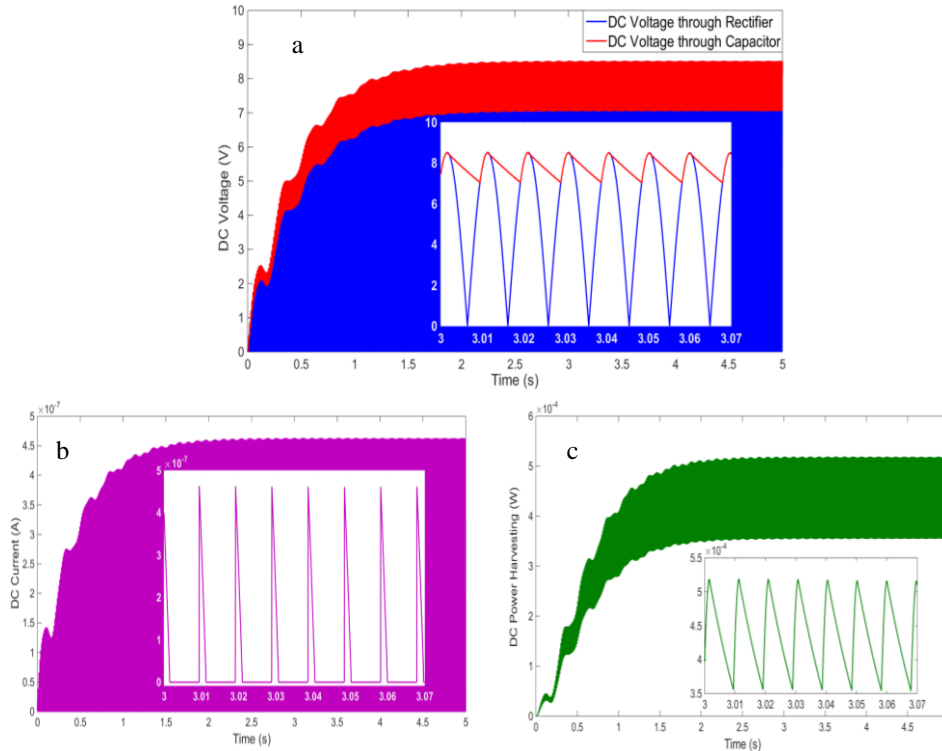 10
9
8
7
6
5
4
3
2
1
0
DC Voltage (V)
a
DC Voltage through Rectifier
DC Voltage through Capacitor
10
8
6
4
2
0
3 3.01 3.02 3.03 3.04 3.05 3.06 3.07
0 0.5 1 1.5 2 2.5 3 3.5 4 4.5 5
Time (s)
×10⁻⁷
5
4.5
4
3.5
3
2.5
2
1.5
1
0.5
0
DC Current (A)
b
×10⁻⁷
5
4
3
2
1
0
3 3.01 3.02 3.03 3.04 3.05 3.06 3.07
0 0.5 1 1.5 2 2.5 3 3.5 4 4.5 5
Time (s)
×10⁻⁴
6
5
4
3
2
1
0
DC Power Harvesting (W)
c
×10⁻⁴
5.5
5
4.5
4
3.5
3 3.01 3.02 3.03 3.04 3.05 3.06 3.07
0 0.5 1 1.5 2 2.5 3 3.5 4 4.5
Time (s)